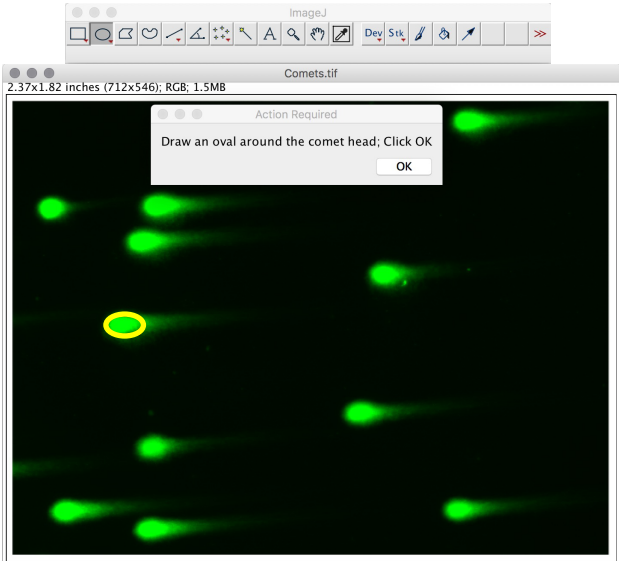 ImageJ
A Dev Stk >>
Comets.tif
2.37x1.82 inches (712x546); RGB; 1.5MB
Action Required
Draw an oval around the comet head; Click OK
OK